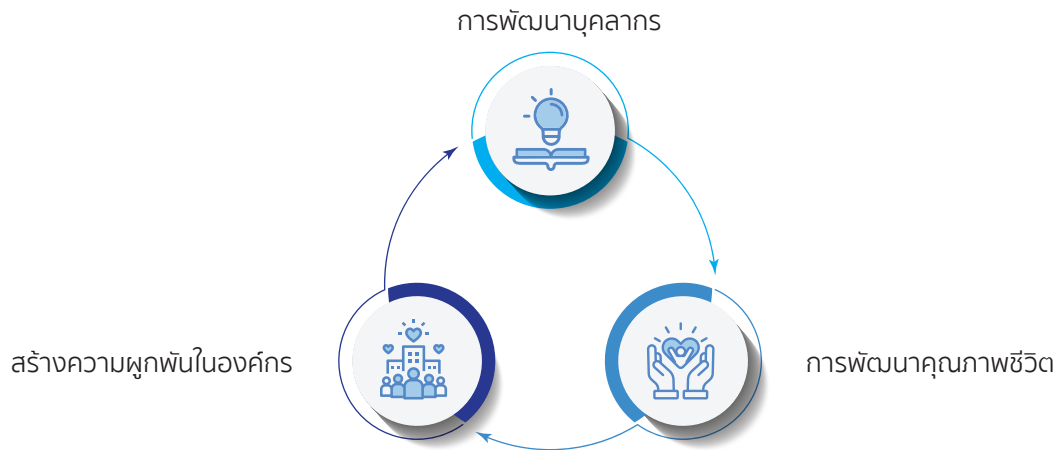 การพัฒนาบุคลากร
สร้างความผูกพันในองค์กร
การพัฒนาคุณภาพชีวิต